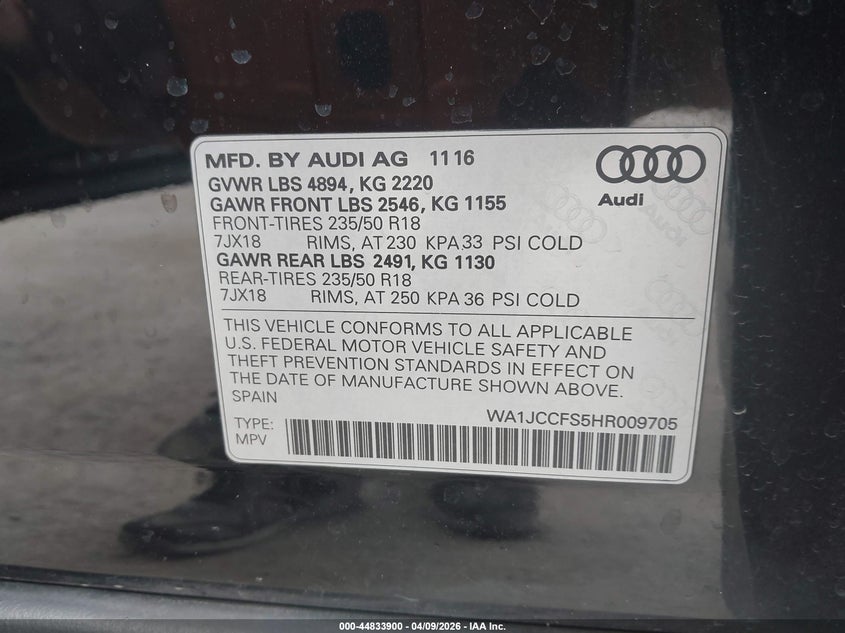 MFD. BY AUDI AG 11 16
GVWR LBS 4894, KG 2220
GAWR FRONT LBS 2546, KG 1155
FRONT-TIRES 235/50 R18
7JX18 RIMS, AT 230 KPA 33 PSI COLD
GAWR REAR LBS 2491, KG 1130
REAR-TIRES 235/50 R18
7JX18 RIMS, AT 250 KPA 36 PSI COLD
Audi
THIS VEHICLE CONFORMS TO ALL APPLICABLE
U.S. FEDERAL MOTOR VEHICLE SAFETY AND
THEFT PREVENTION STANDARDS IN EFFECT ON
THE DATE OF MANUFACTURE SHOWN ABOVE.
SPAIN
WA1JCCFS5HR009705
TYPE:
MPV
000-44833900 - 04/09/2026 - IAA Inc.